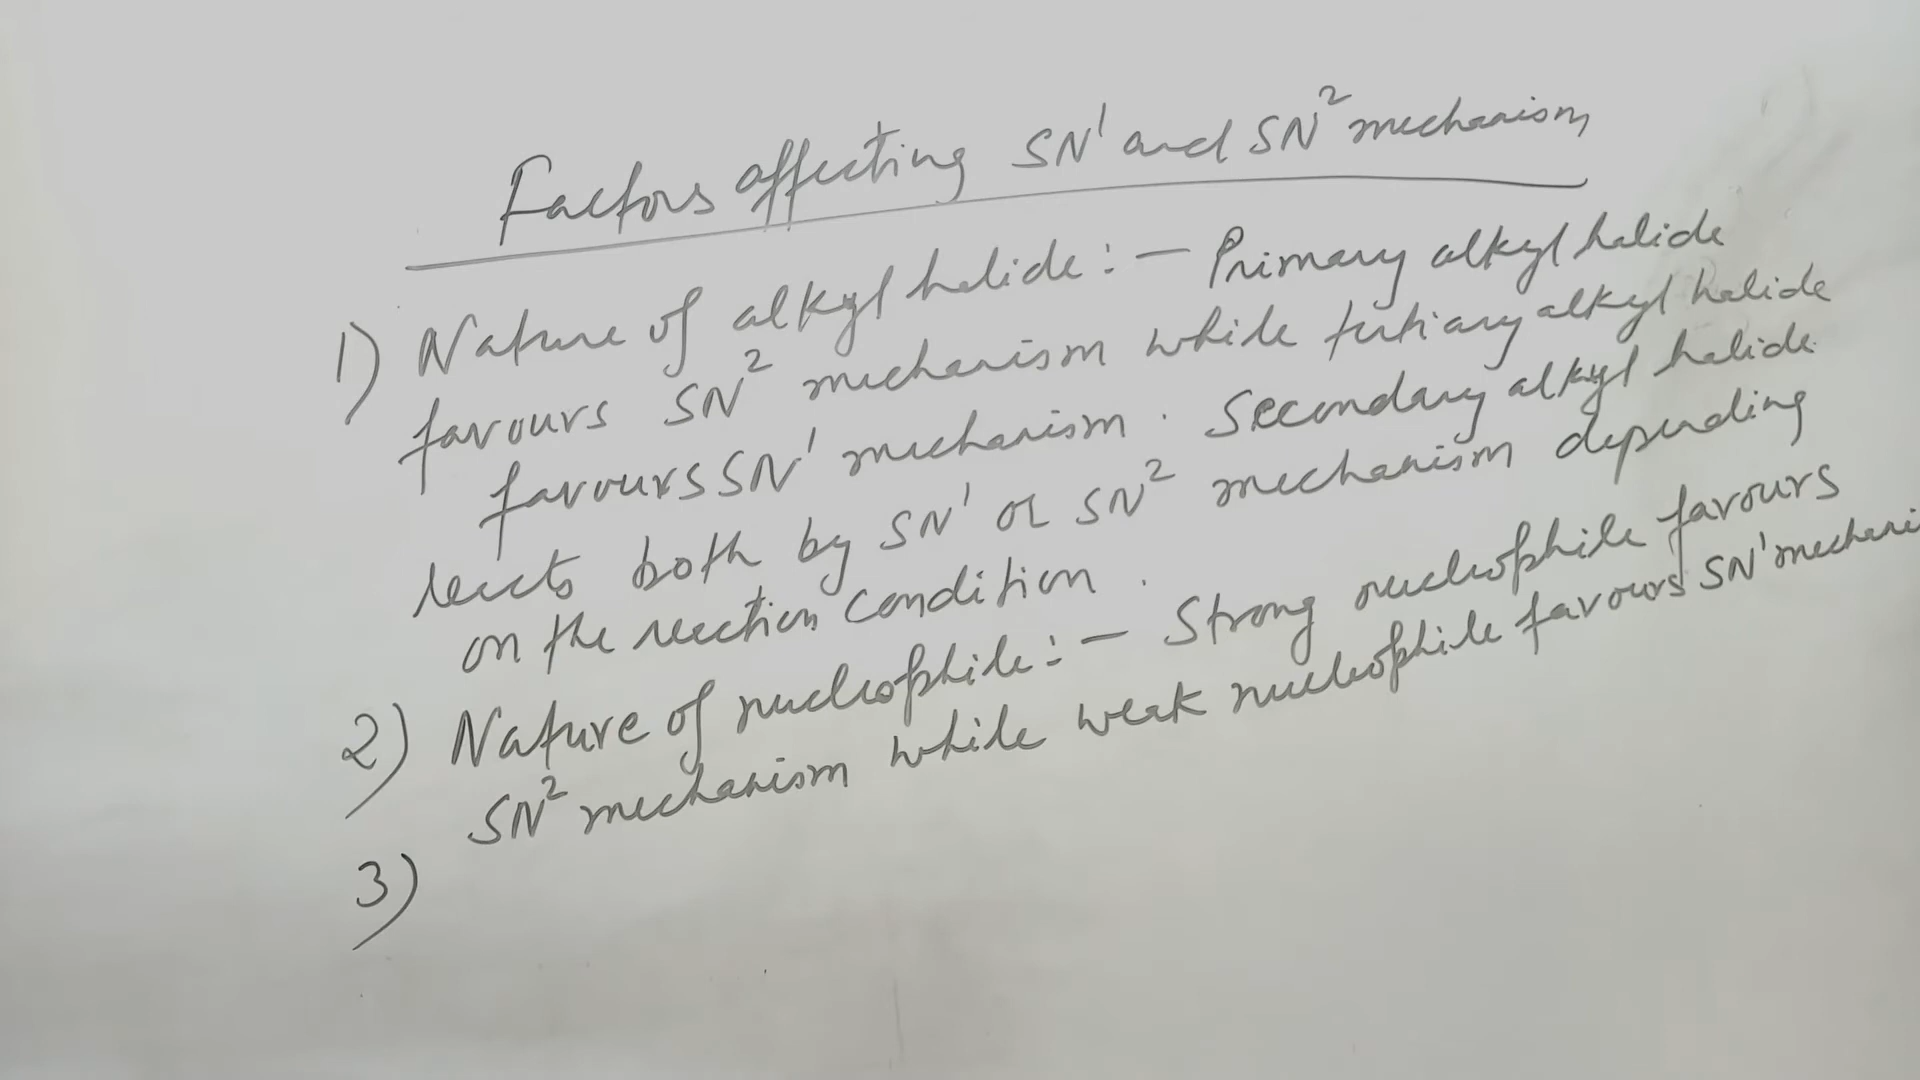 Factors affecting SN¹ and SN² mechanism
1) Nature of alkyl halide :- Primary alkyl halide
favours SN² mechanism while tertiary alkyl halide
favours SN¹ mechanism. Secondary alkyl halide
reacts both by SN¹ or SN² mechanism depending
on the reaction condition.
2) Nature of nucleophile :- Strong nucleophile favours
SN² mechanism while weak nucleophile favours SN¹ mechani
3)